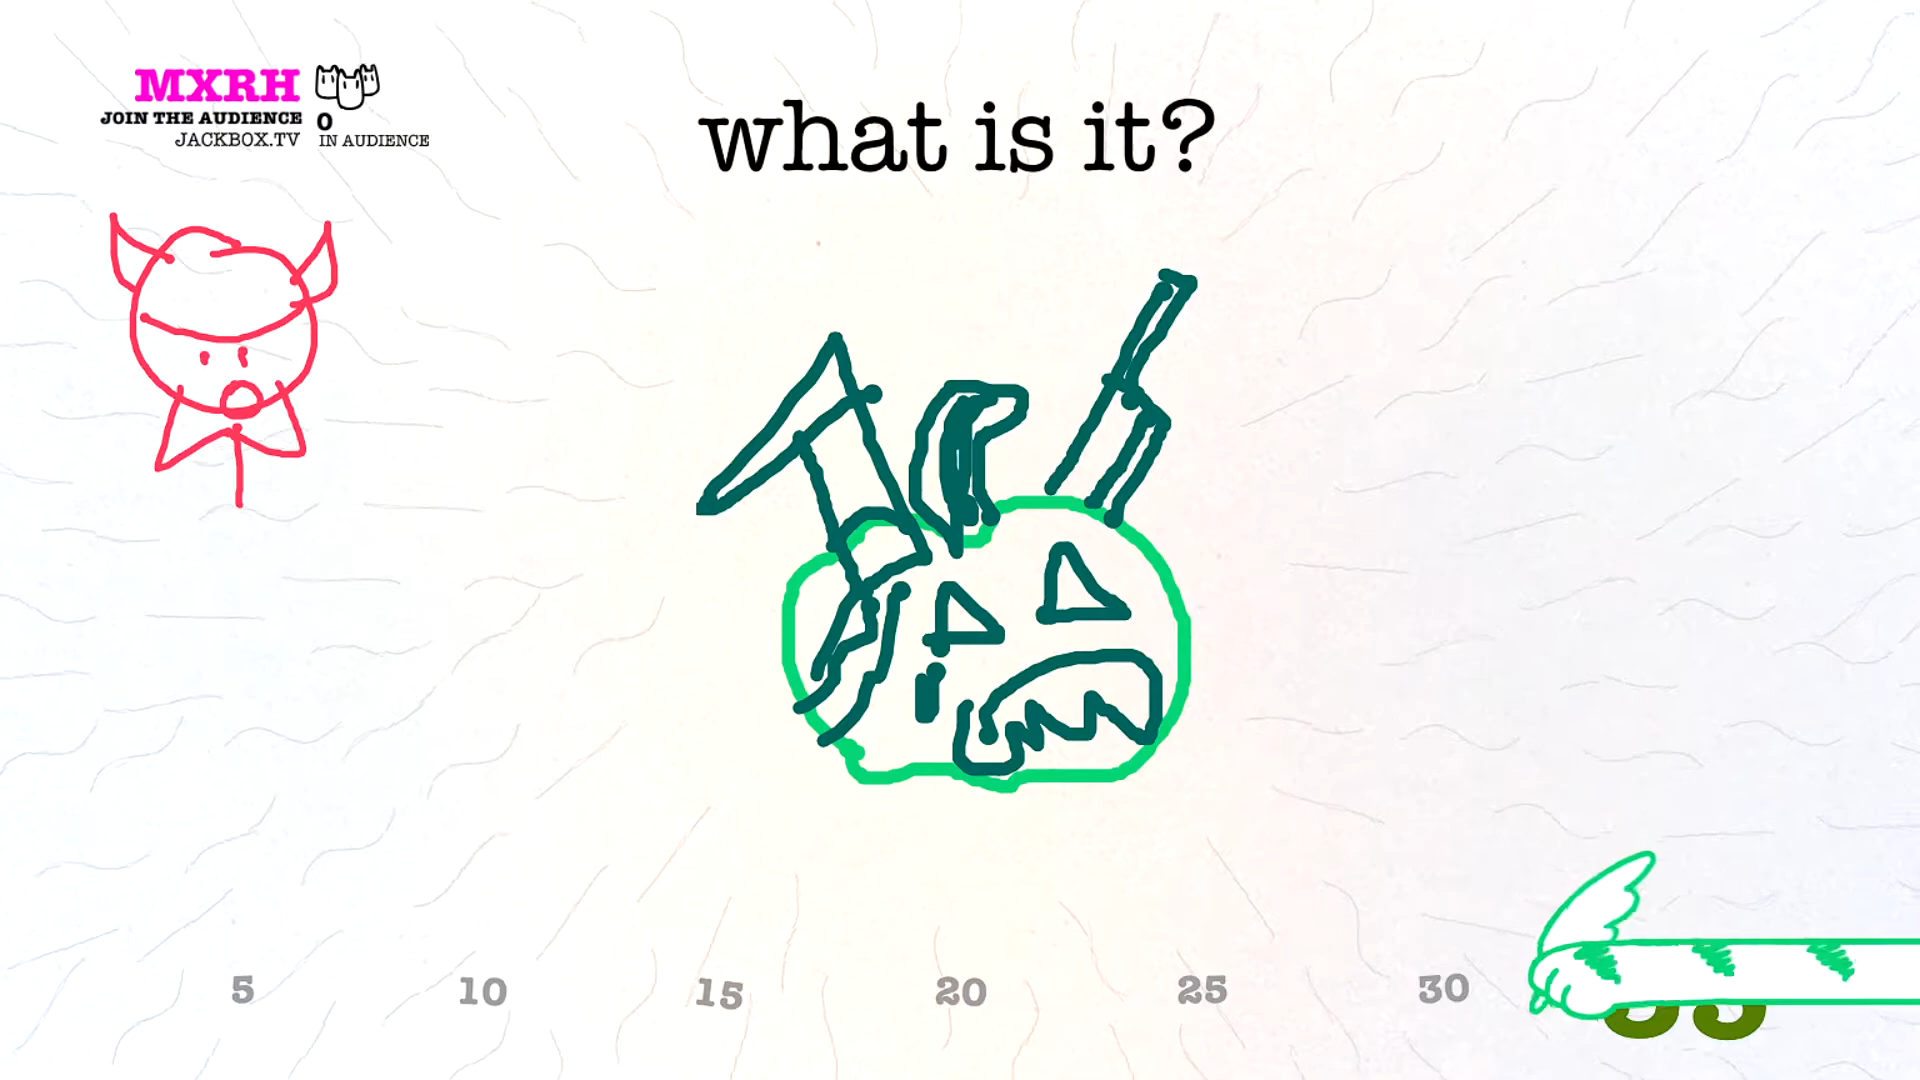 MXRH
JOIN THE AUDIENCE
JACKBOX.TV
0
IN AUDIENCE
what is it?
5
10
15
20
25
30